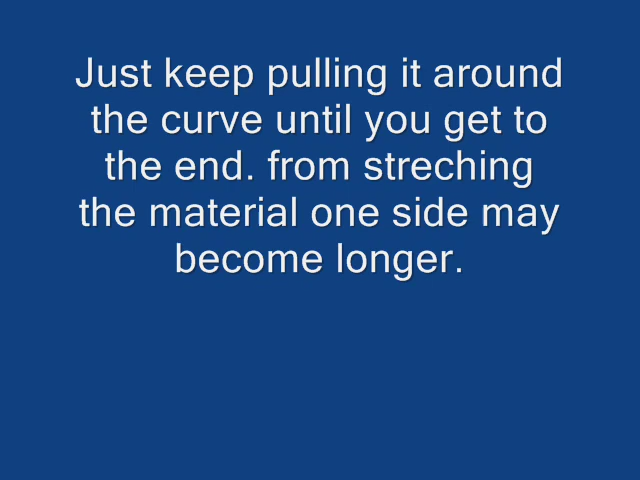 Just keep pulling it around
the curve until you get to
the end. from streching
the material one side may
become longer.